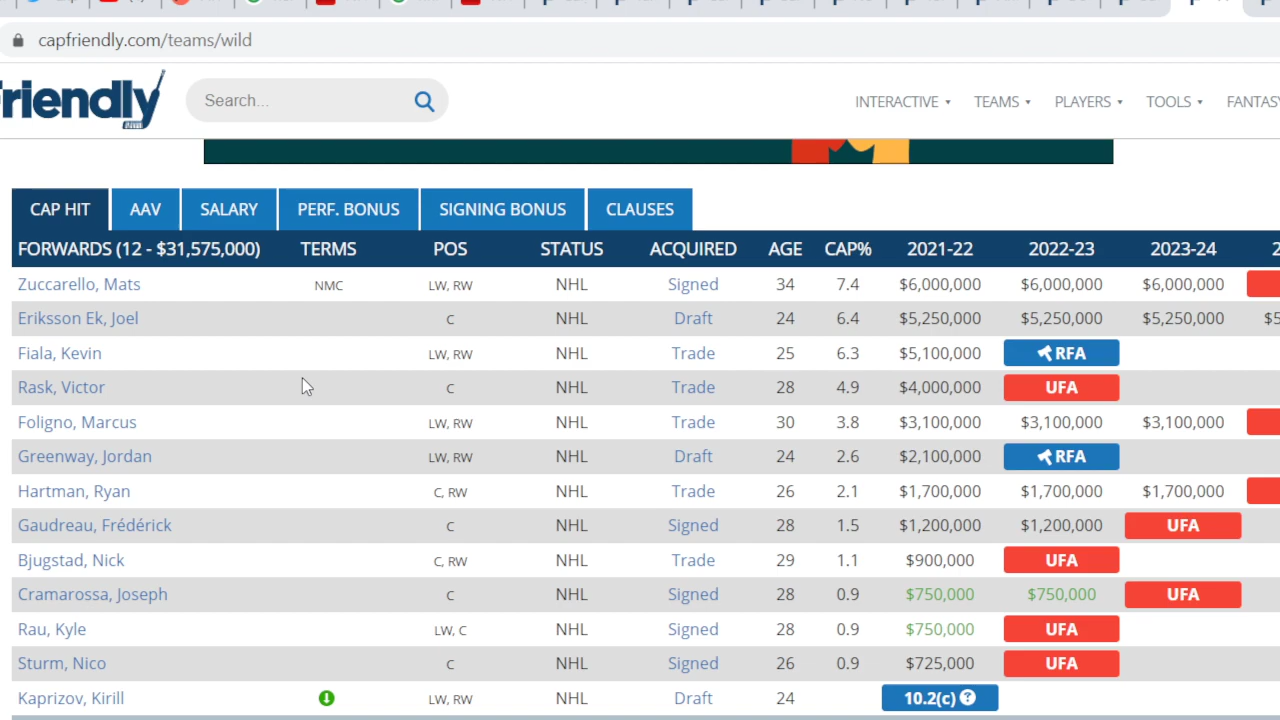 capfriendly.com/teams/wild
friendly
Search...
INTERACTIVE TEAMS PLAYERS TOOLS FANTASY
CAP HIT AAV SALARY PERF. BONUS SIGNING BONUS CLAUSES
FORWARDS (12 - $31,575,000) TERMS POS STATUS ACQUIRED AGE CAP% 2021-22 2022-23 2023-24 2
Zuccarello, Mats NMC LW, RW NHL Signed 34 7.4 $6,000,000 $6,000,000 $6,000,000
Eriksson Ek, Joel C NHL Draft 24 6.4 $5,250,000 $5,250,000 $5,250,000 $5
Fiala, Kevin LW, RW NHL Trade 25 6.3 $5,100,000 RFA
Rask, Victor C NHL Trade 28 4.9 $4,000,000 UFA
Foligno, Marcus LW, RW NHL Trade 30 3.8 $3,100,000 $3,100,000 $3,100,000
Greenway, Jordan LW, RW NHL Draft 24 2.6 $2,100,000 RFA
Hartman, Ryan C, RW NHL Trade 26 2.1 $1,700,000 $1,700,000 $1,700,000
Gaudreau, Frédérick C NHL Signed 28 1.5 $1,200,000 $1,200,000 UFA
Bjugstad, Nick C, RW NHL Trade 29 1.1 $900,000 UFA
Cramarossa, Joseph C NHL Signed 28 0.9 $750,000 $750,000 UFA
Rau, Kyle LW, C NHL Signed 28 0.9 $750,000 UFA
Sturm, Nico C NHL Signed 26 0.9 $725,000 UFA
Kaprizov, Kirill LW, RW NHL Draft 24 10.2(c) ?